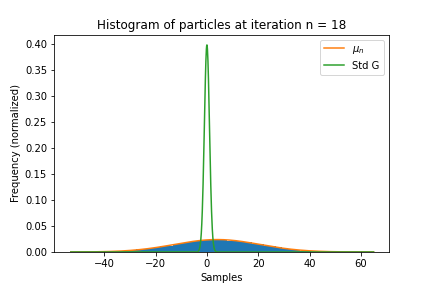 Histogram of particles at iteration n = 18
Frequency (normalized)
0.40
0.35
0.30
0.25
0.20
0.15
0.10
0.05
0.00
μₙ
Std G
−40 −20 0 20 40 60
Samples